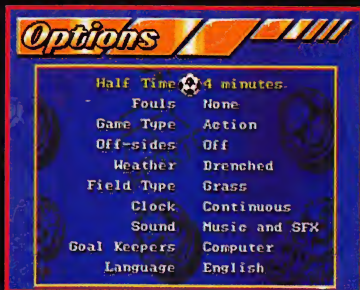 Options
Half Time 4 minutes
Fouls None
Game Type Action
Off-sides Off
Weather Drenched
Field Type Grass
Clock Continuous
Sound Music and SFX
Goal Keepers Computer
Language English